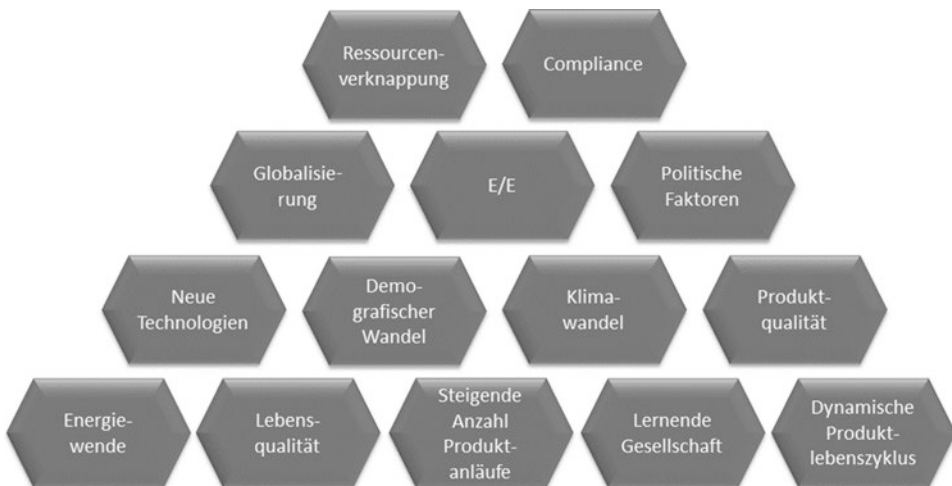 Ressourcen-
verknappung
Compliance
Globalisie-
rung
E/E
Politische
Faktoren
Neue
Technologien
Demo-
grafischer
Wandel
Klima-
wandel
Produkt-
qualität
Energie-
wende
Lebens-
qualität
Steigende
Anzahl
Produkt-
anläufe
Lernende
Gesellschaft
Dynamische
Produkt-
lebenszyklus